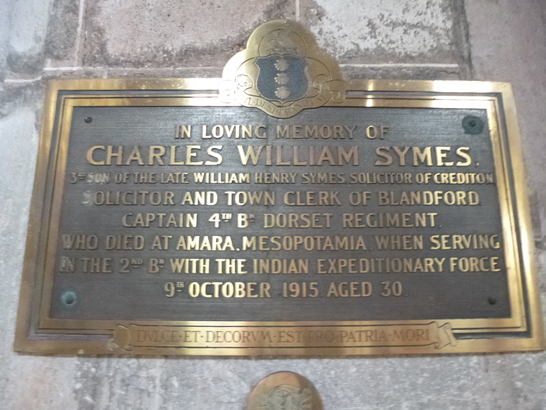 IN LOVING MEMORY OF
CHARLES WILLIAM SYMES.
3RD SON OF THE LATE WILLIAM HENRY SYMES SOLICITOR OF CREDITON
SOLICITOR AND TOWN CLERK OF BLANDFORD
CAPTAIN 4TH BN DORSET REGIMENT.
WHO DIED AT AMARA, MESOPOTAMIA WHEN SERVING
IN THE 2ND BN WITH THE INDIAN EXPEDITIONARY FORCE
9TH OCTOBER 1915 AGED 30.
DVLCE·ET·DECORVM·EST·PRO·PATRIA·MORI